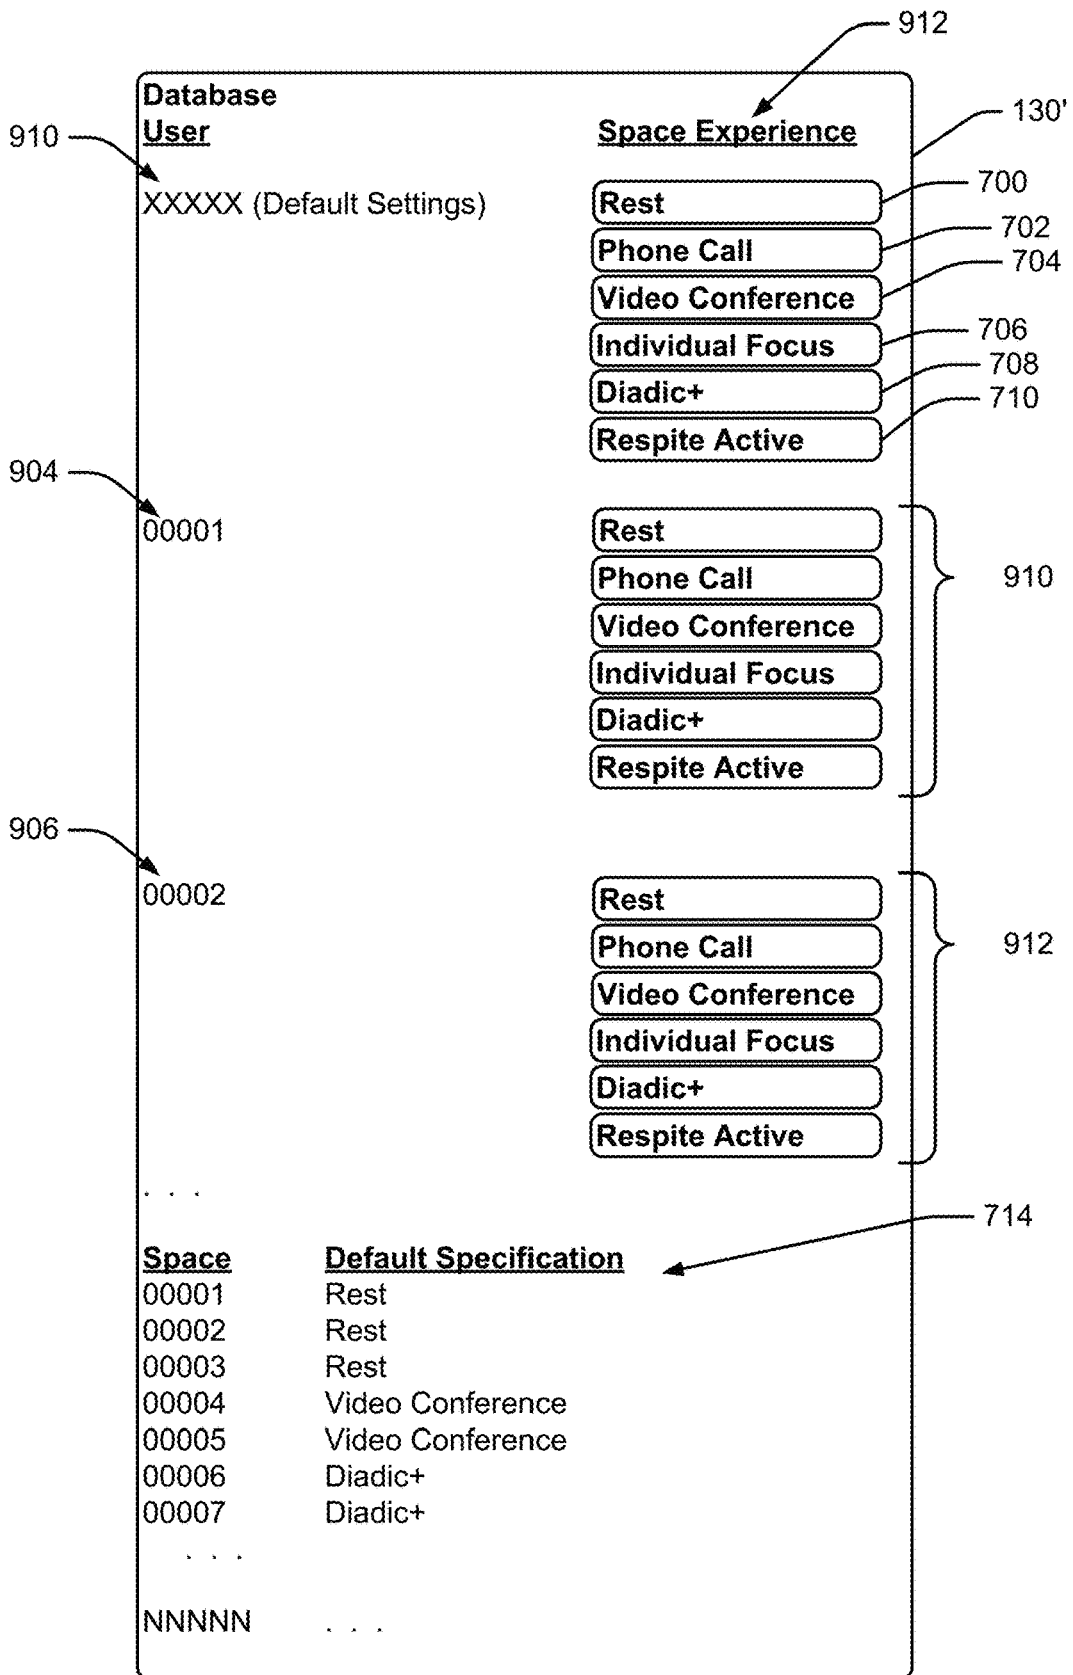 912
Database
130'
910
User
Space Experience
XXXXX (Default Settings)
Rest
700
Phone Call
702
Video Conference
704
Individual Focus
706
Diadic+
708
Respite Active
710
904
00001
Rest
Phone Call
910
Video Conference
Individual Focus
Diadic+
Respite Active
906
00002
Rest
Phone Call
912
Video Conference
Individual Focus
Diadic+
Respite Active
. . .
714
Space Default Specification
00001 Rest
00002 Rest
00003 Rest
00004 Video Conference
00005 Video Conference
00006 Diadic+
00007 Diadic+
. . .
NNNNN . . .